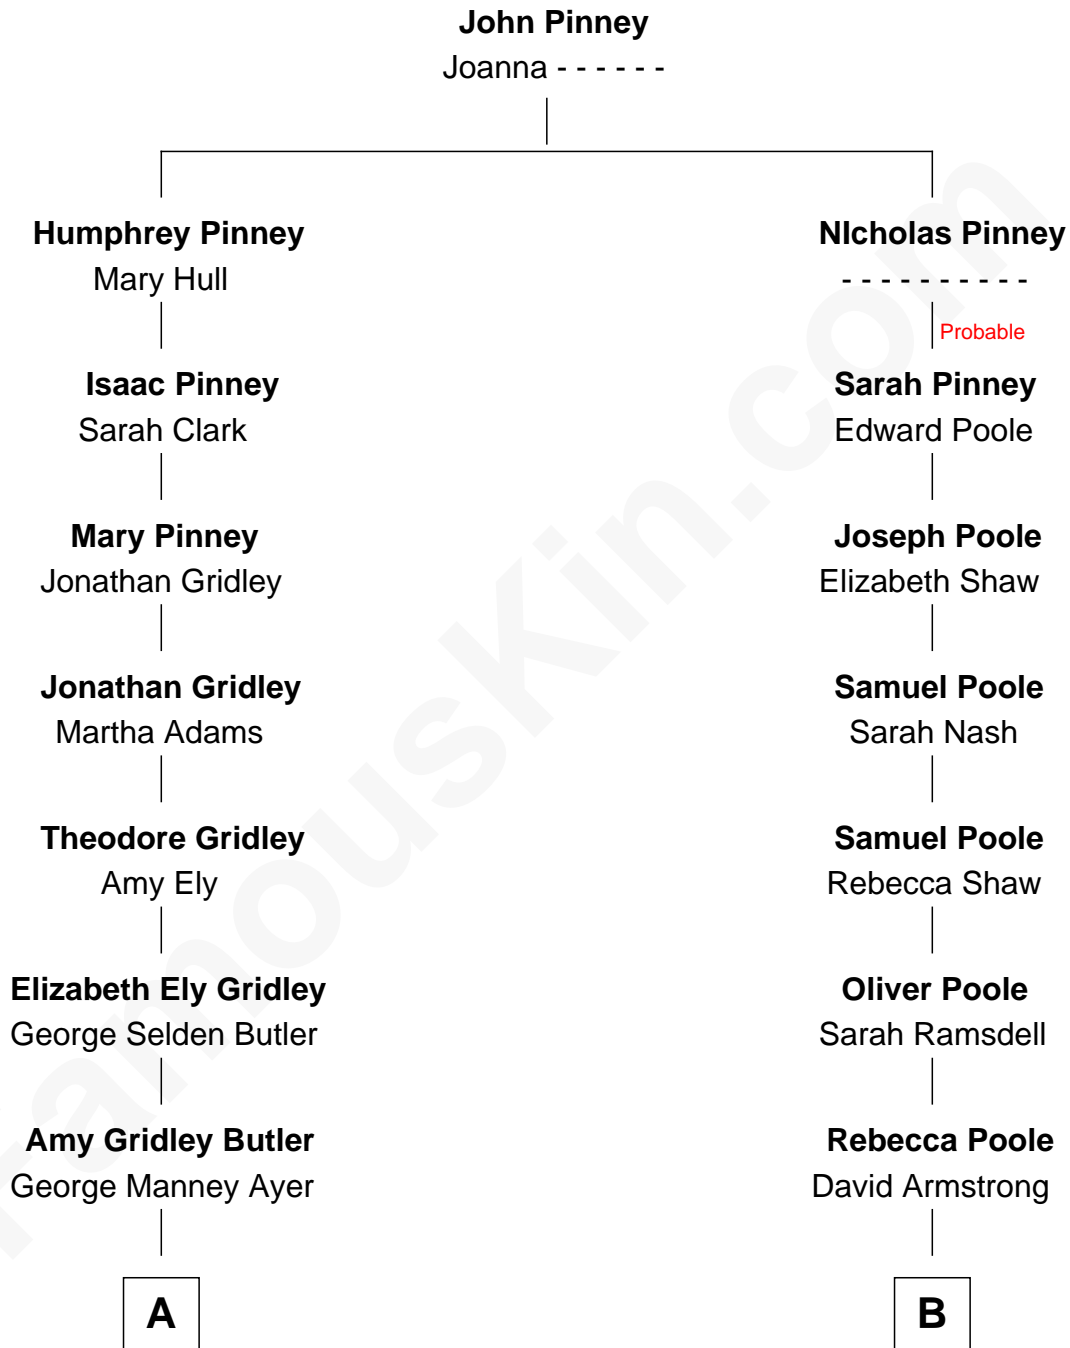 John Pinney
Joanna - - - - - -
Humphrey Pinney
Mary Hull
NIcholas Pinney
- - - - - - - - - -
Probable
Isaac Pinney
Sarah Clark
Sarah Pinney
Edward Poole
Mary Pinney
Jonathan Gridley
Joseph Poole
Elizabeth Shaw
Jonathan Gridley
Martha Adams
Samuel Poole
Sarah Nash
Theodore Gridley
Amy Ely
Samuel Poole
Rebecca Shaw
Elizabeth Ely Gridley
George Selden Butler
Oliver Poole
Sarah Ramsdell
Amy Gridley Butler
George Manney Ayer
Rebecca Poole
David Armstrong
A
B
FamousKin.com